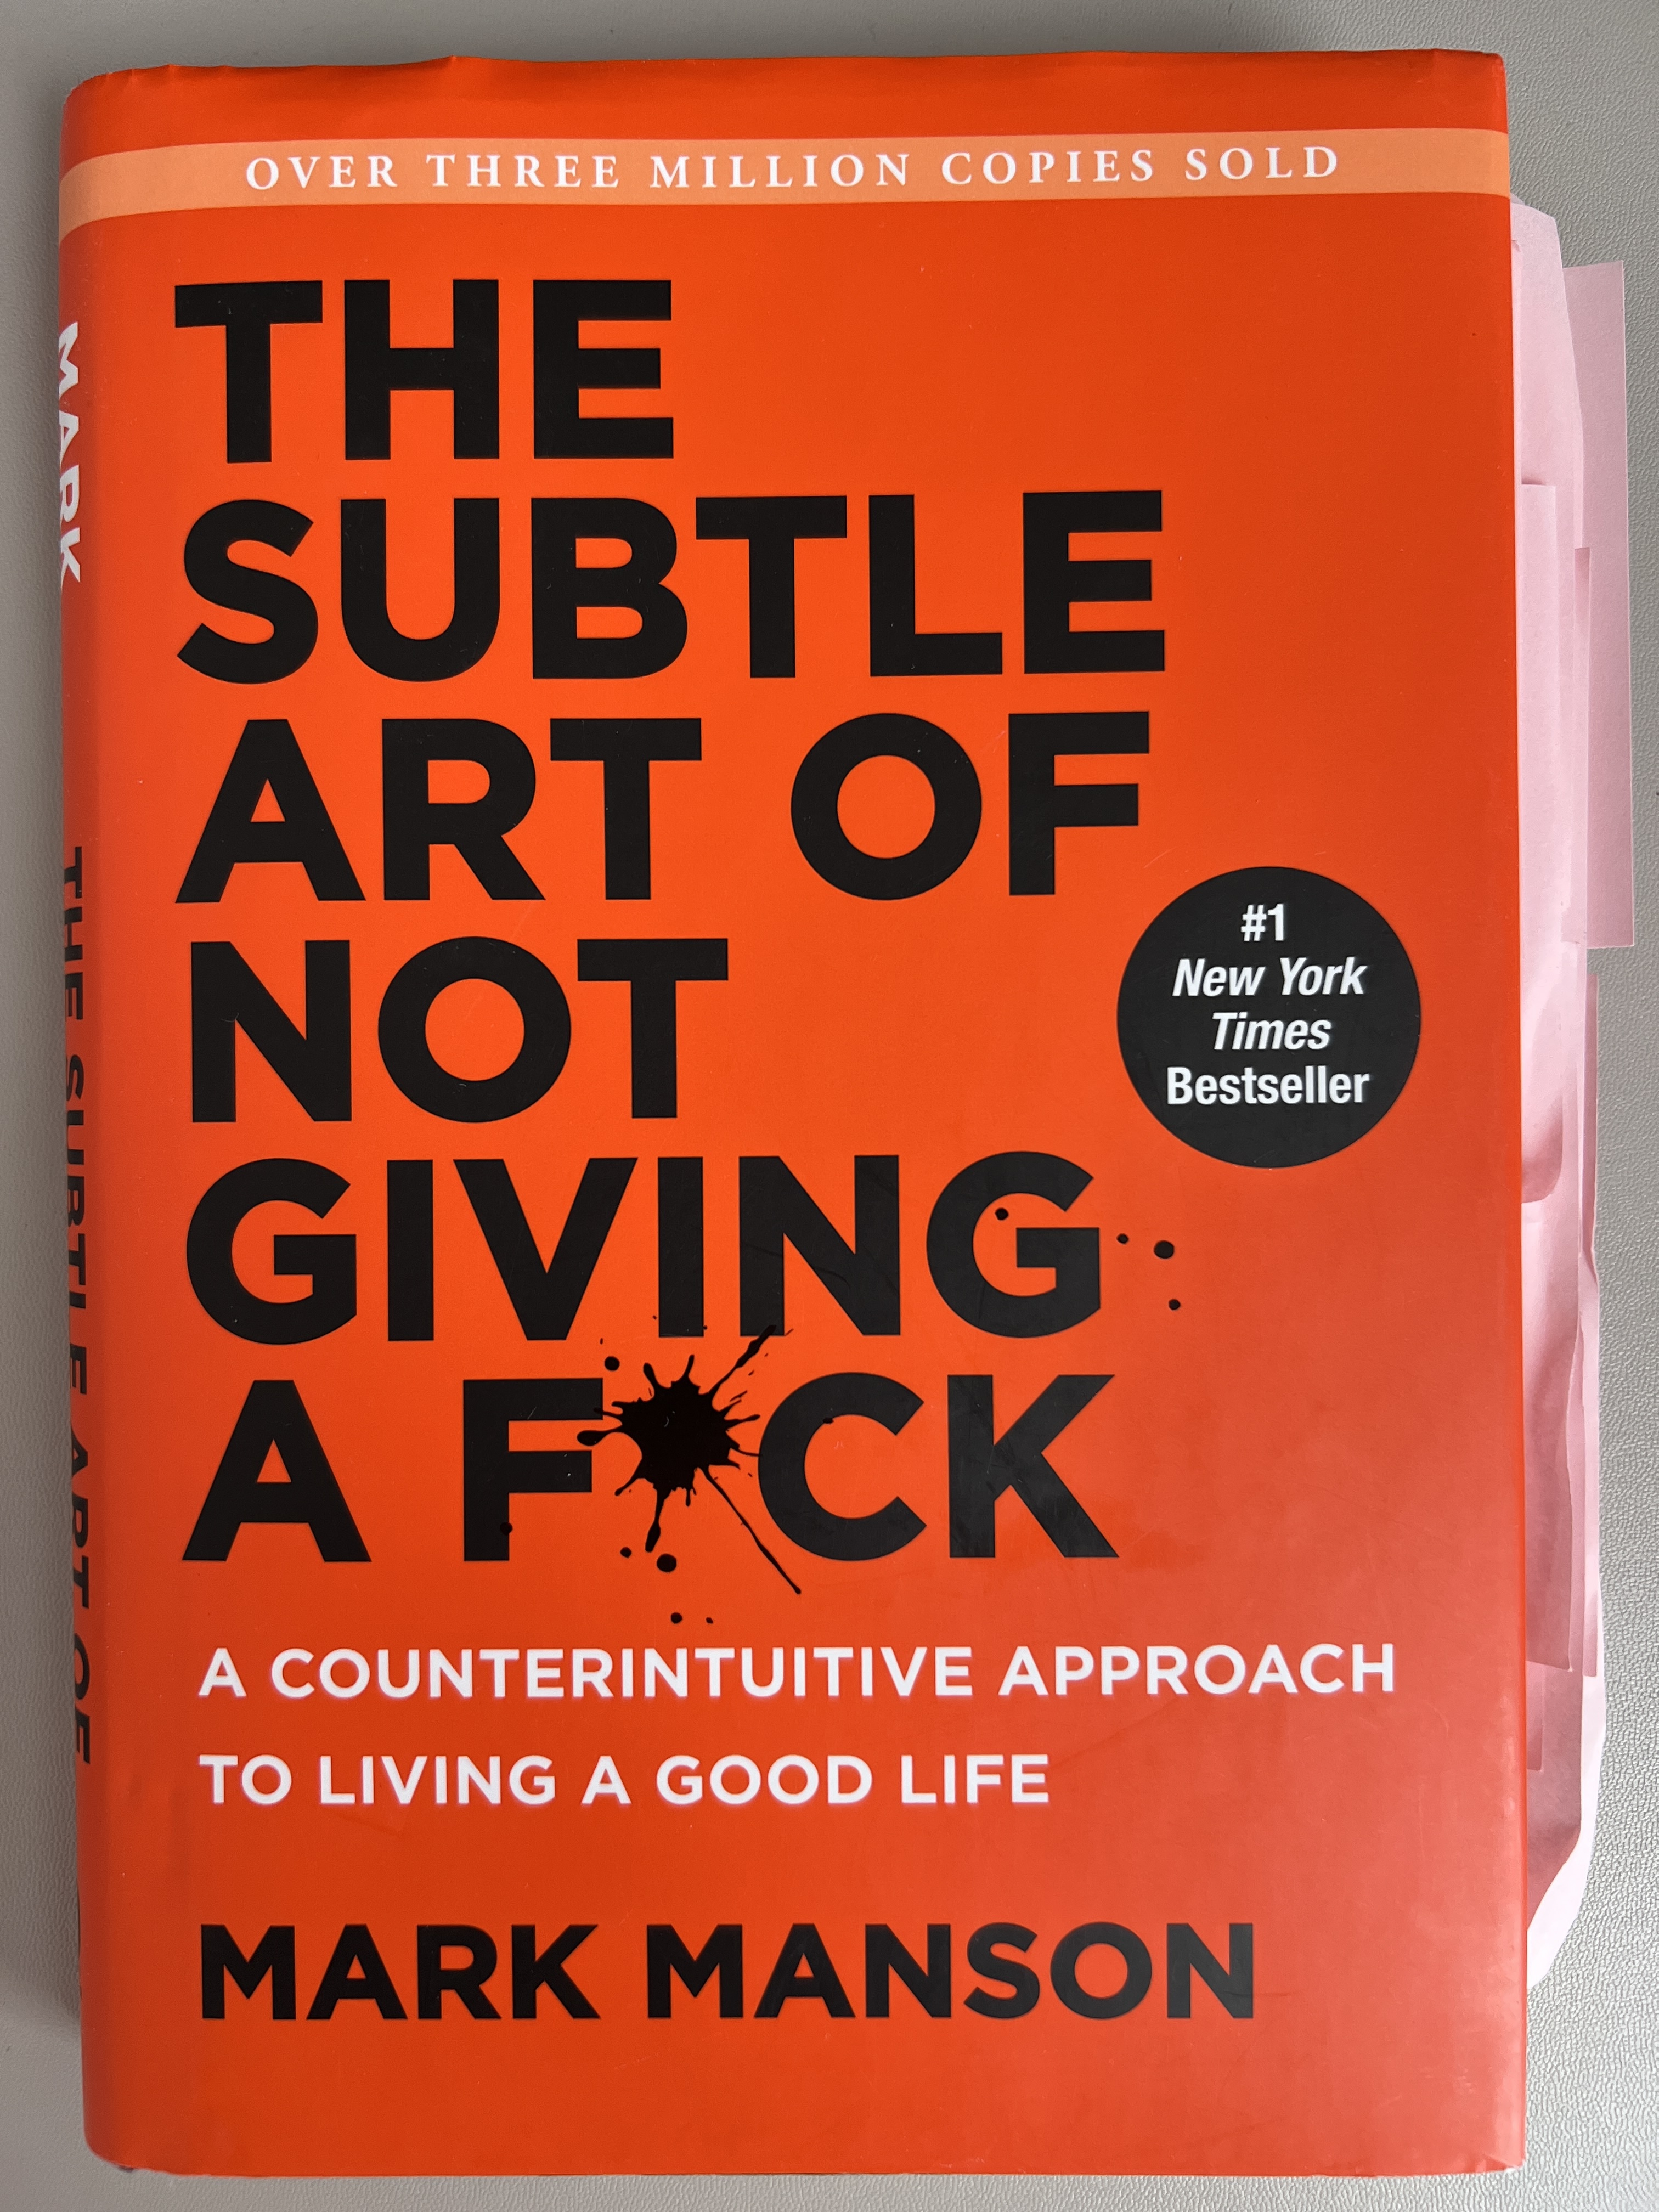 OVER THREE MILLION COPIES SOLD
THE
SUBTLE
ART OF
NOT
GIVING
A F*CK
#1
New York
Times
Bestseller
A COUNTERINTUITIVE APPROACH
TO LIVING A GOOD LIFE
MARK MANSON
MARK
THE SUBTLE ART OF